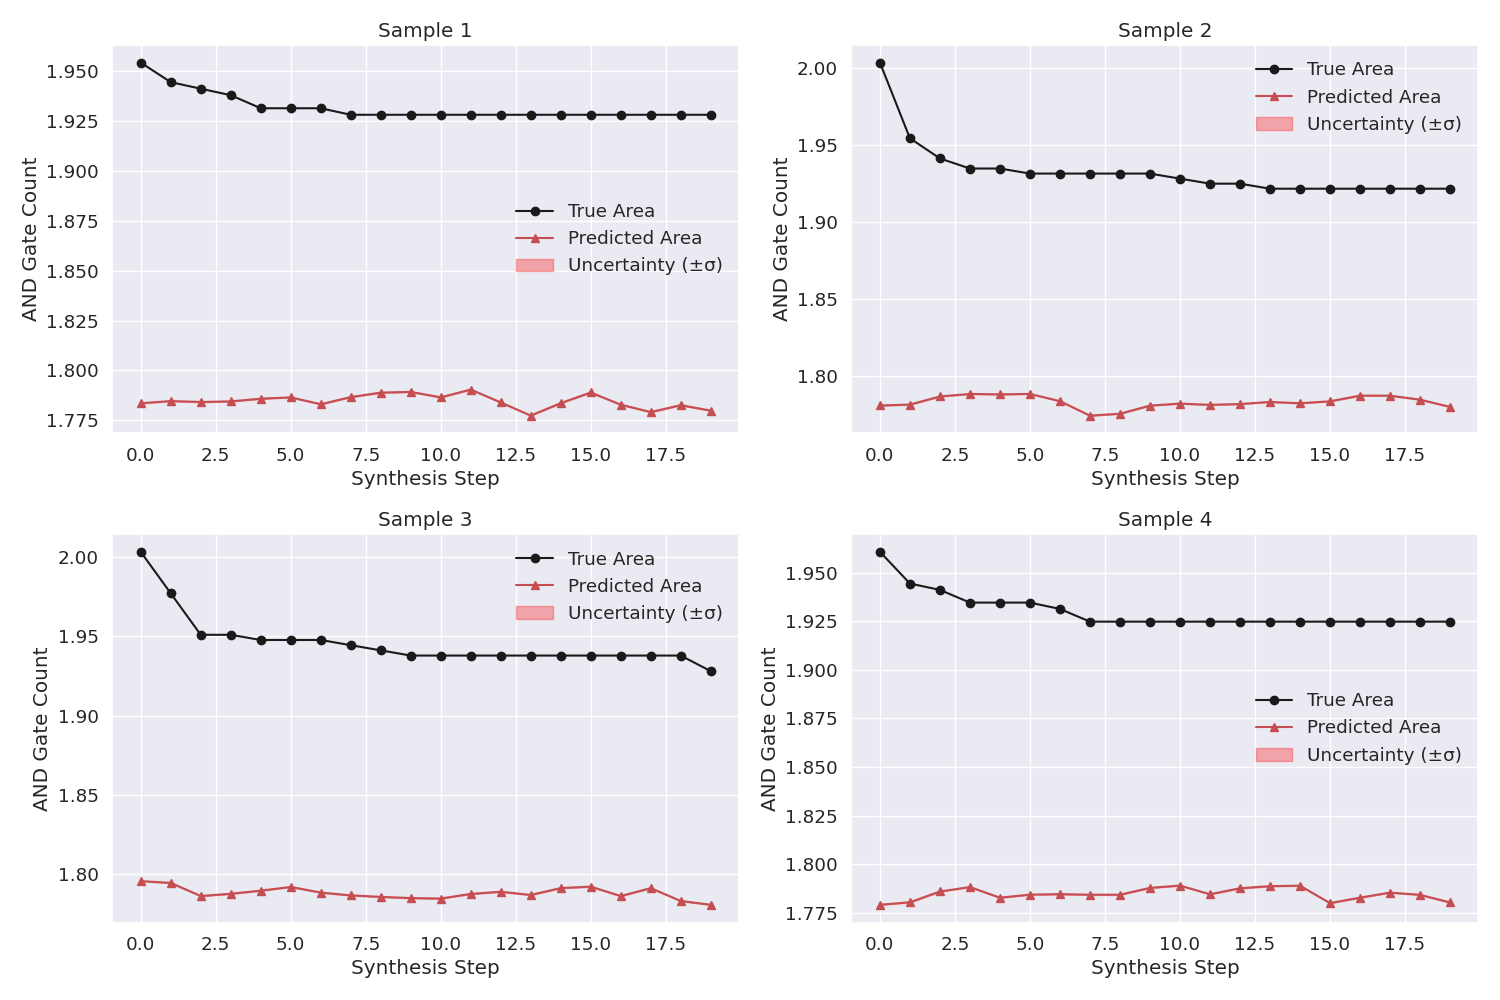 Sample 1
AND Gate Count
1.950
1.925
1.900
1.875
1.850
1.825
1.800
1.775
True Area
Predicted Area
Uncertainty (±σ)
0.0 2.5 5.0 7.5 10.0 12.5 15.0 17.5
Synthesis Step
Sample 2
AND Gate Count
2.00
1.95
1.90
1.85
1.80
True Area
Predicted Area
Uncertainty (±σ)
0.0 2.5 5.0 7.5 10.0 12.5 15.0 17.5
Synthesis Step
Sample 3
AND Gate Count
2.00
1.95
1.90
1.85
1.80
True Area
Predicted Area
Uncertainty (±σ)
0.0 2.5 5.0 7.5 10.0 12.5 15.0 17.5
Synthesis Step
Sample 4
AND Gate Count
1.950
1.925
1.900
1.875
1.850
1.825
1.800
1.775
True Area
Predicted Area
Uncertainty (±σ)
0.0 2.5 5.0 7.5 10.0 12.5 15.0 17.5
Synthesis Step